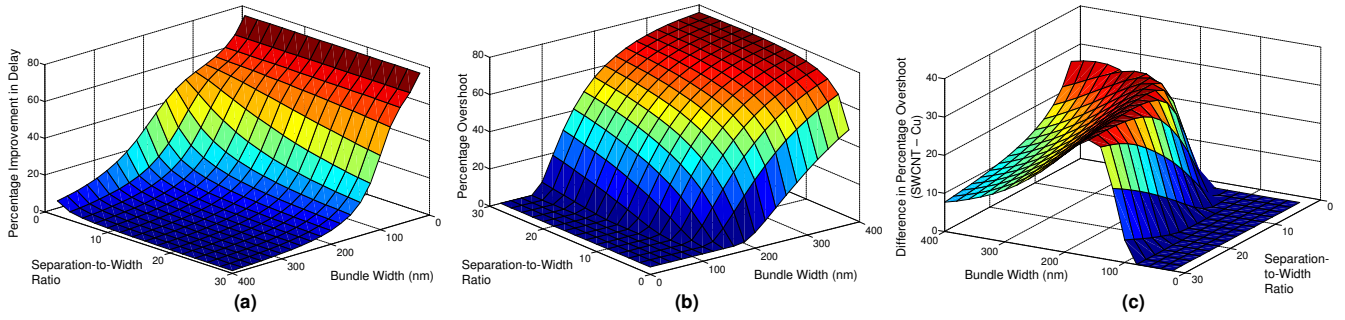 Percentage Improvement in Delay
80
60
40
20
0
0
10
20
30
400
300
200
100
0
Separation-to-Width
Ratio
Bundle Width (nm)
(a)
Percentage Overshoot
80
60
40
20
0
30
20
10
0
0
100
200
300
400
Separation-to-Width
Ratio
Bundle Width (nm)
(b)
Difference in Percentage Overshoot
(SWCNT – Cu)
40
30
20
10
0
400
300
200
100
0
30
20
10
0
Bundle Width (nm)
Separation-
to-Width
Ratio
(c)